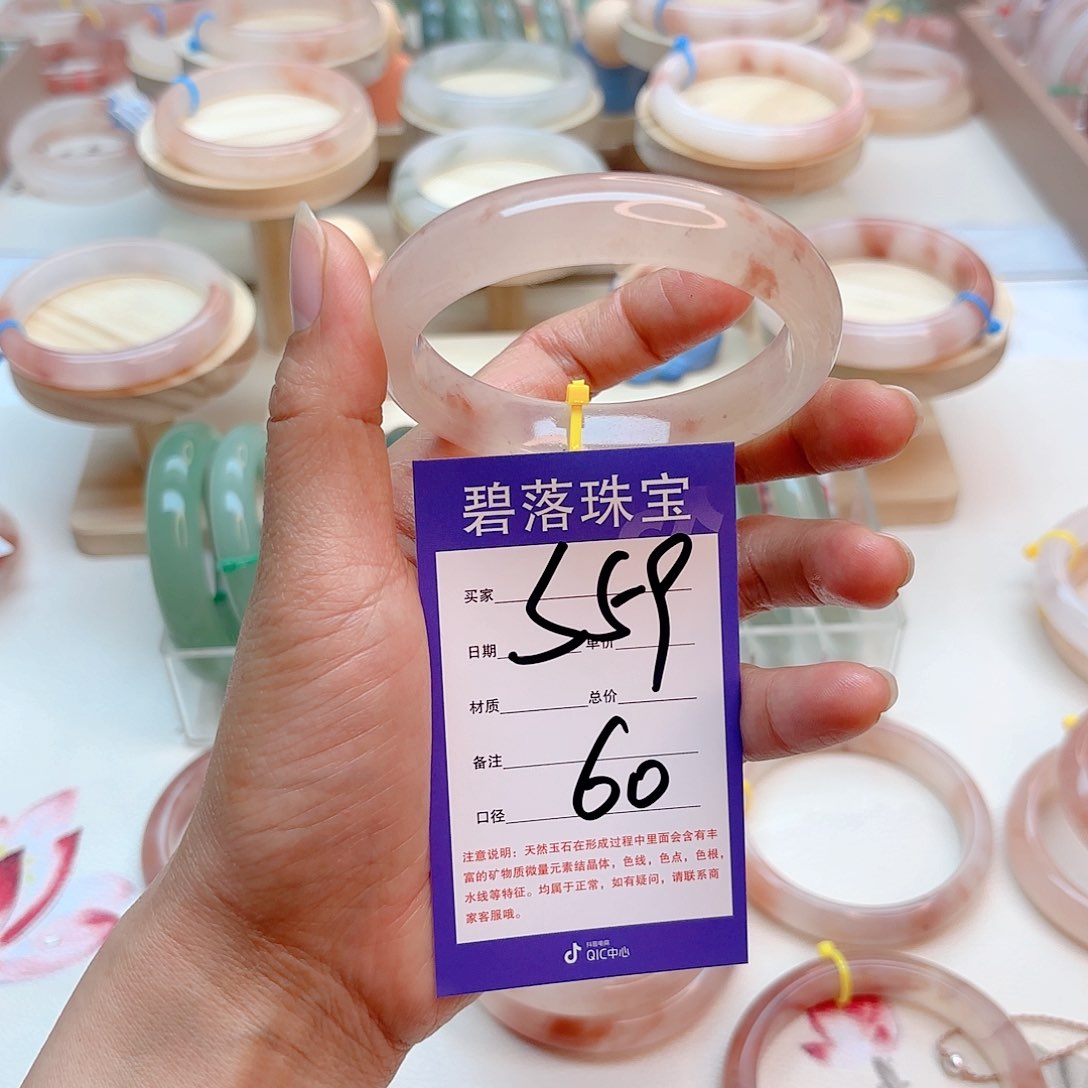 碧落珠宝
买家
559
日期 单价
材质 总价
备注
60
口径
注意说明：天然玉石在形成过程中里面会含有丰
富的矿物质微量元素结晶体，色线，色点，色根，
水线等特征。均属于正常，如有疑问，请联系商
家客服哦。
抖音电商
QIC中心